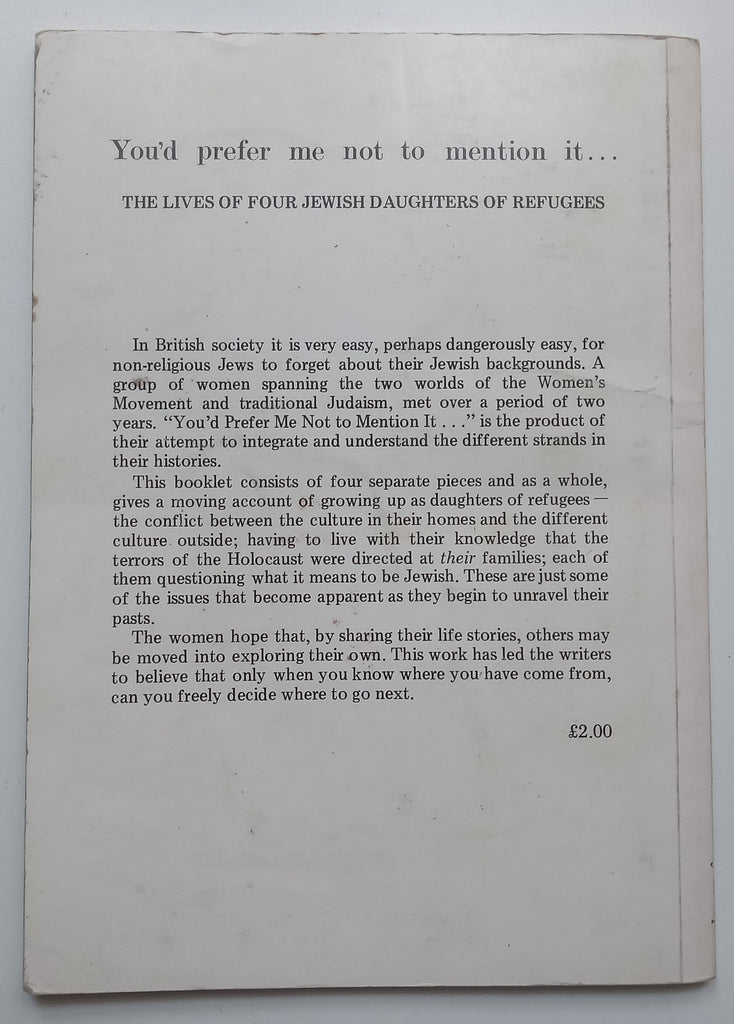 You'd prefer me not to mention it...
THE LIVES OF FOUR JEWISH DAUGHTERS OF REFUGEES
In British society it is very easy, perhaps dangerously easy, for
non-religious Jews to forget about their Jewish backgrounds. A
group of women spanning the two worlds of the Women's
Movement and traditional Judaism, met over a period of two
years. “You'd Prefer Me Not to Mention It . . .” is the product of
their attempt to integrate and understand the different strands in
their histories.
This booklet consists of four separate pieces and as a whole,
gives a moving account of growing up as daughters of refugees —
the conflict between the culture in their homes and the different
culture outside; having to live with their knowledge that the
terrors of the Holocaust were directed at their families; each of
them questioning what it means to be Jewish. These are just some
of the issues that become apparent as they begin to unravel their
pasts.
The women hope that, by sharing their life stories, others may
be moved into exploring their own. This work has led the writers
to believe that only when you know where you have come from,
can you freely decide where to go next.
£2.00